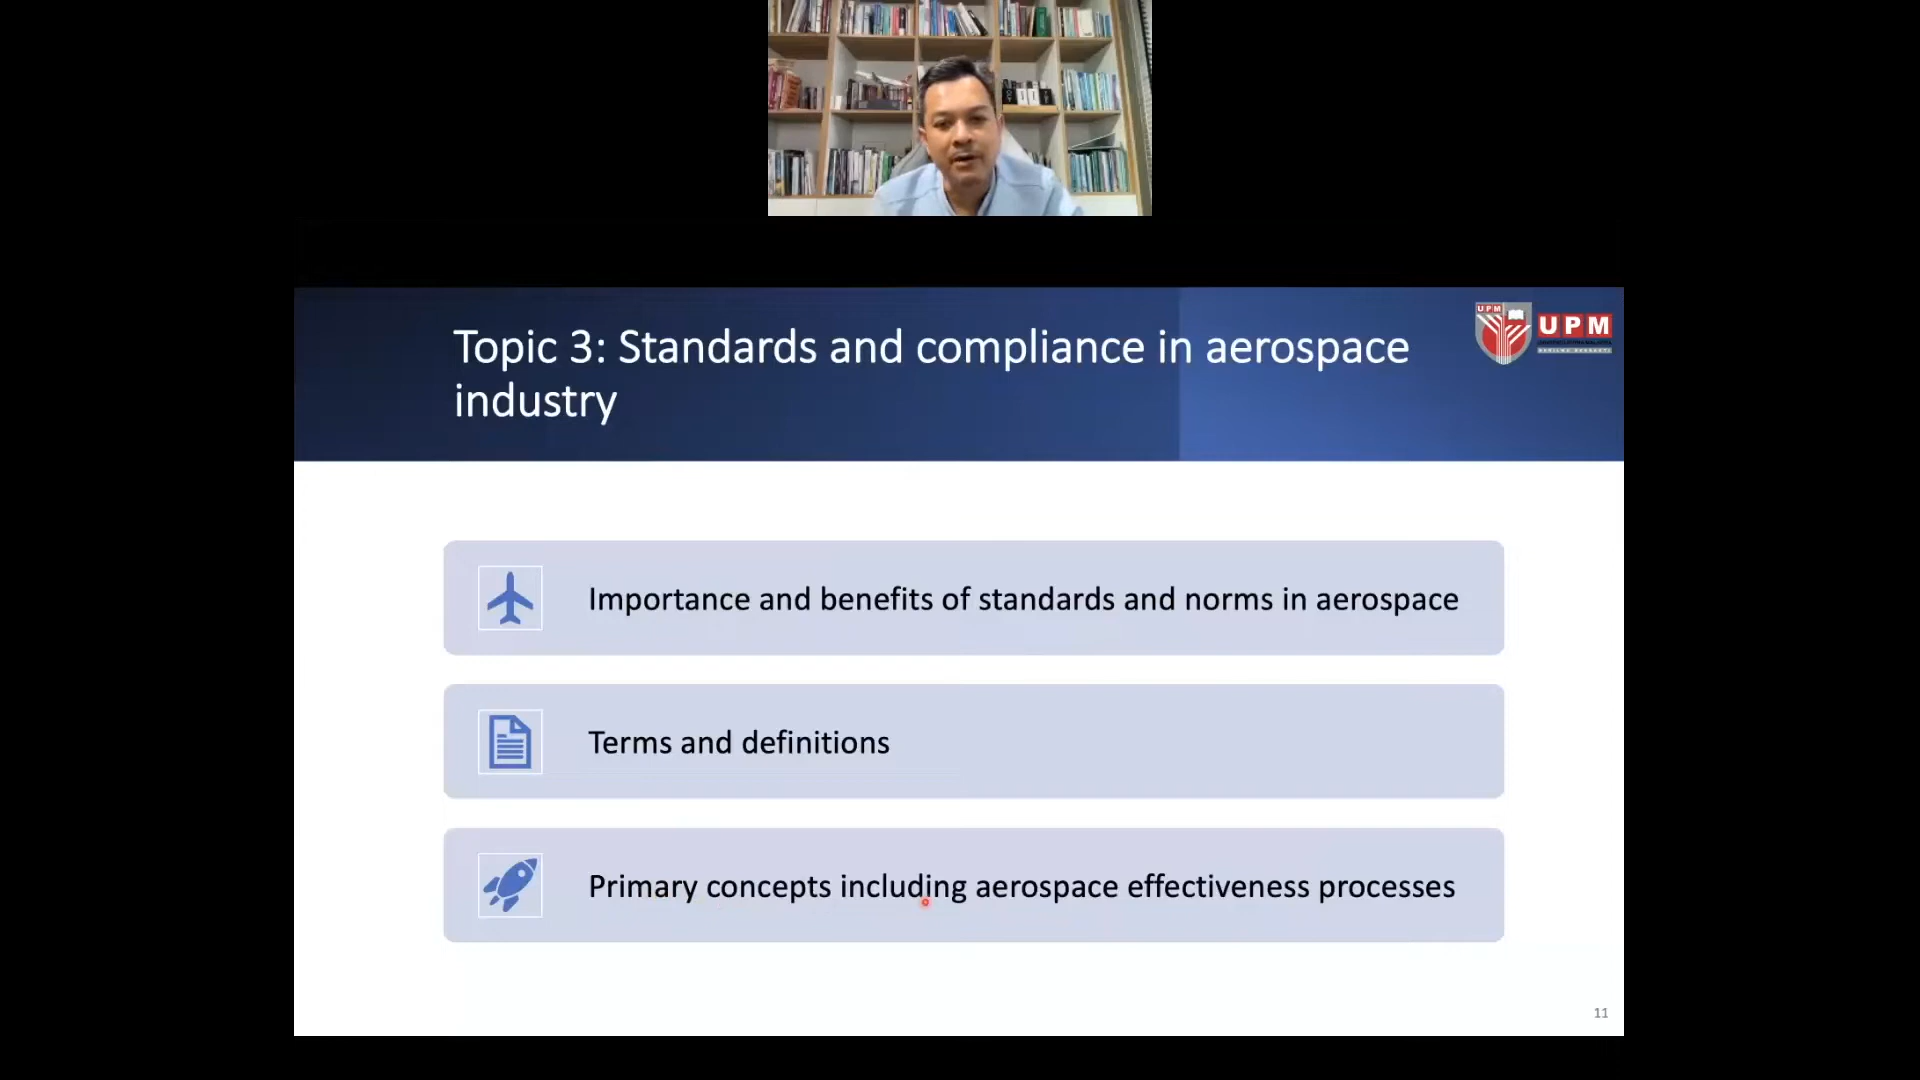 Topic 3: Standards and compliance in aerospace
industry
UPM
UPM
Importance and benefits of standards and norms in aerospace
Terms and definitions
Primary concepts including aerospace effectiveness processes
11